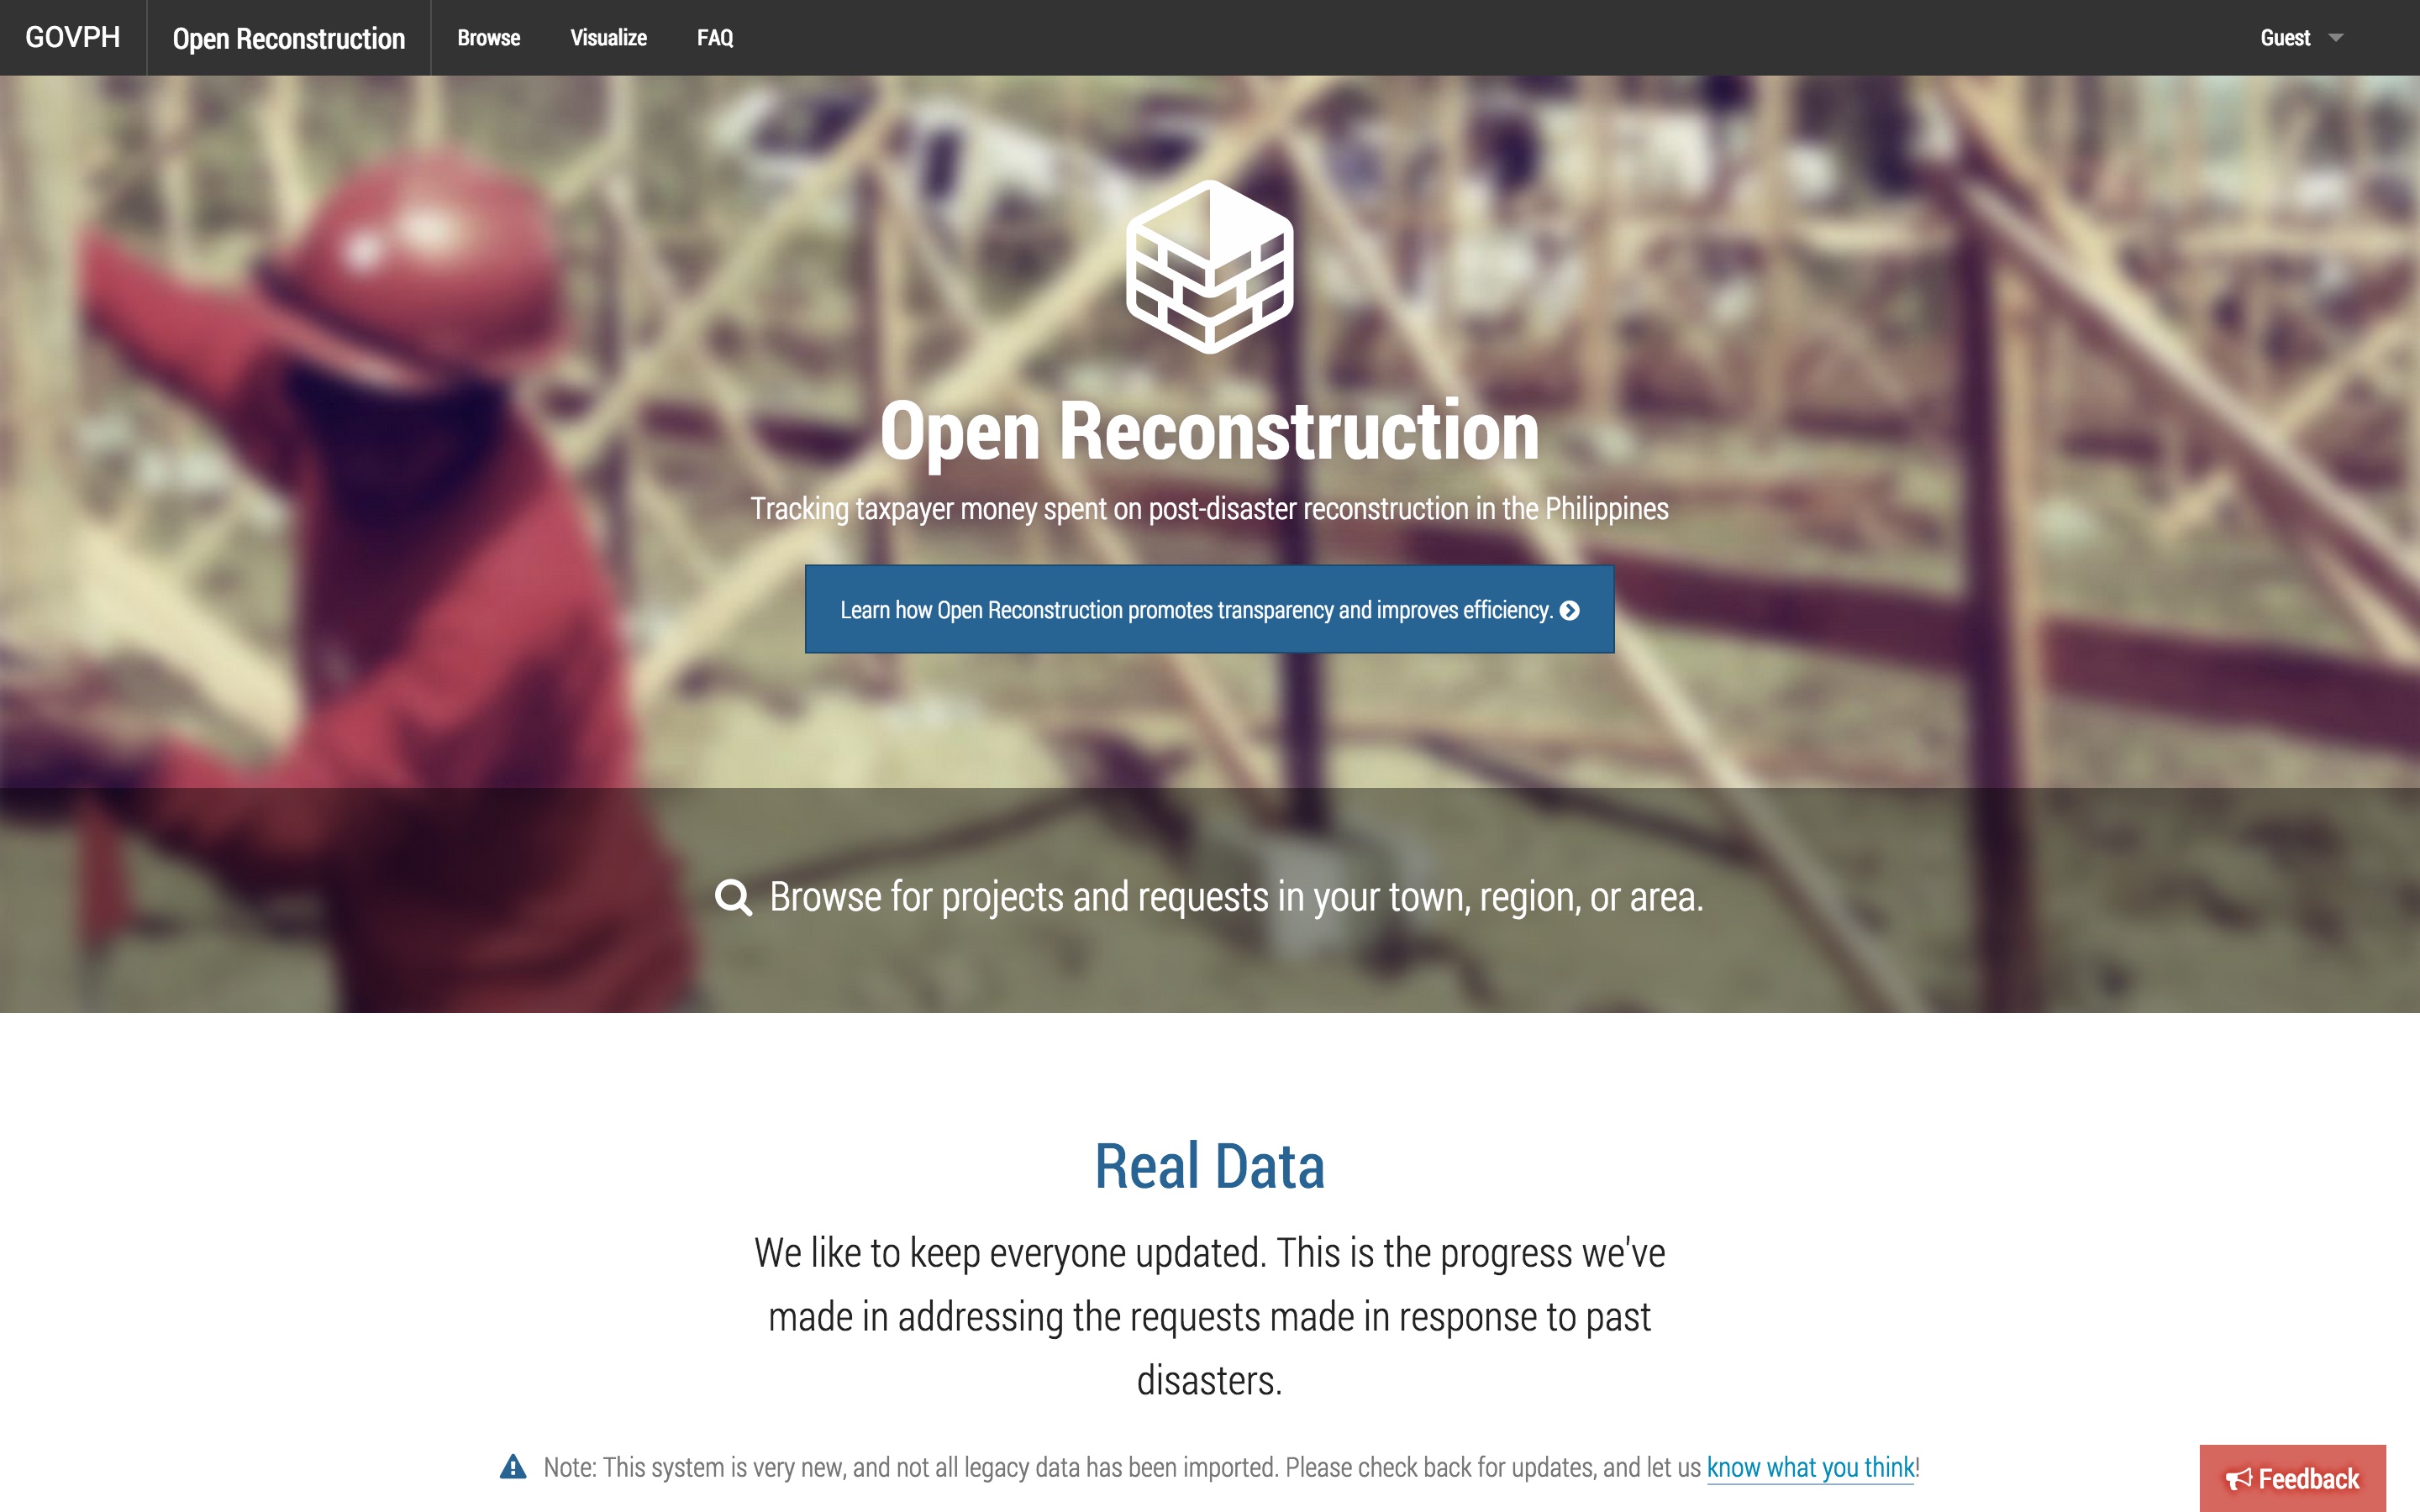 GOVPH
Open Reconstruction
Browse
Visualize
FAQ
Guest
Open Reconstruction
Tracking taxpayer money spent on post-disaster reconstruction in the Philippines
Learn how Open Reconstruction promotes transparency and improves efficiency.
Browse for projects and requests in your town, region, or area.
Real Data
We like to keep everyone updated. This is the progress we've
made in addressing the requests made in response to past
disasters.
Note: This system is very new, and not all legacy data has been imported. Please check back for updates, and let us know what you think!
Feedback